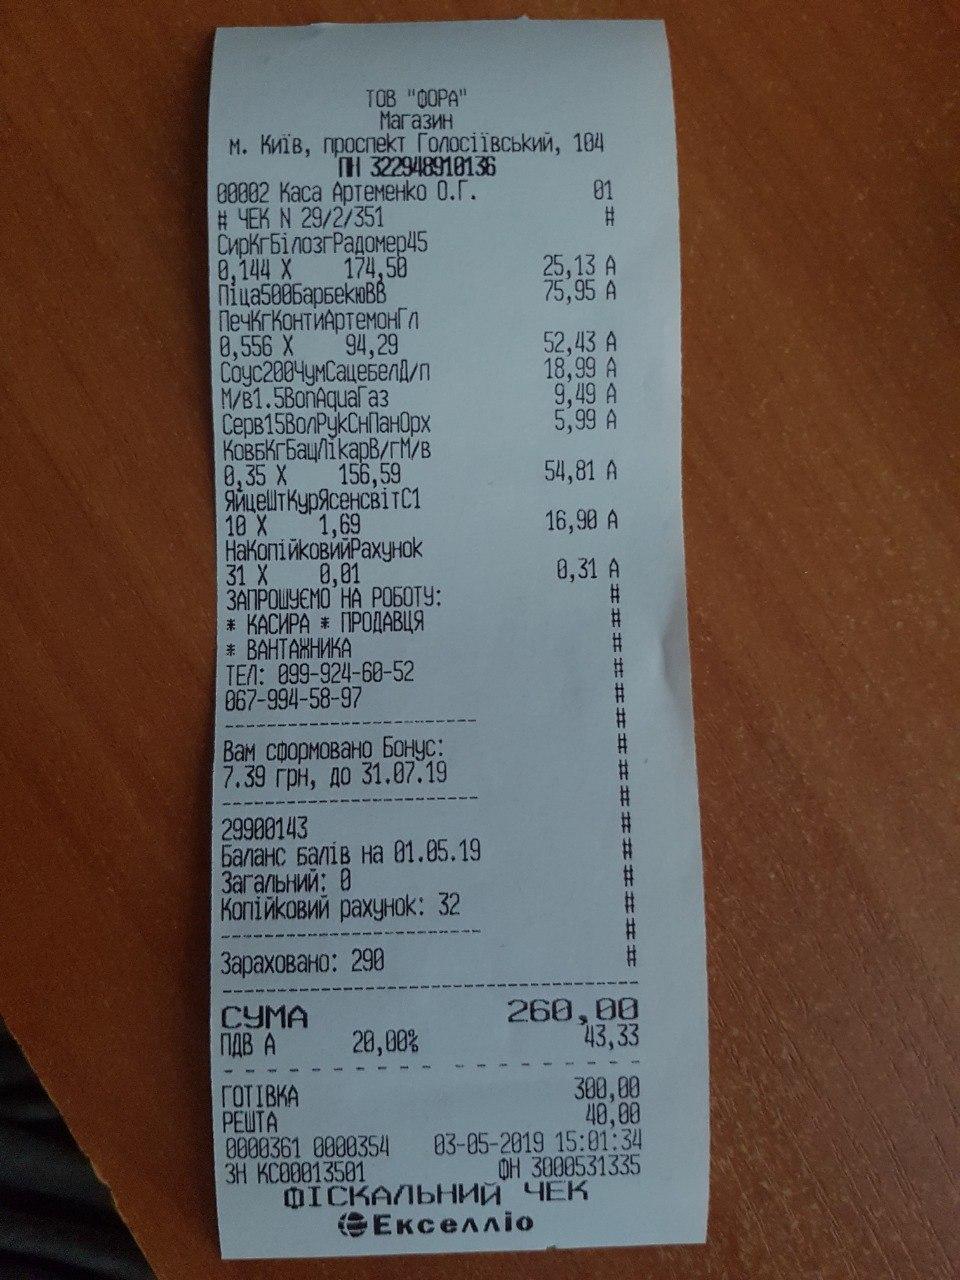 ТОВ "ФОРА"
Магазин
м. Київ, проспект Голосіївський, 104
ПН 322948910136
00002 Каса Артеменко О.Г. 01
# ЧЕК N 29/2/351 #
СирКгБілозгРадомер45
0,144 X 174,50 25,13 А
Піца500БарбекюВВ 75,95 А
ПечКгКонтиАртемонГл
0,556 X 94,29 52,43 А
Соус200ЧумСацебелД/п 18,99 А
М/в1.5BonAquaГаз 9,49 А
Серв15ВолРукСнПанОрх 5,99 А
КовбКгБацЛікарВ/гМ/в
0,35 X 156,59 54,81 А
ЯйцеШтКурЯсенсвітС1
10 X 1,69 16,90 А
НаКопійковийРахунок
31 X 0,01 0,31 А
ЗАПРОШУЄМО НА РОБОТУ: #
* КАСИРА * ПРОДАВЦЯ #
* ВАНТАЖНИКА #
ТЕЛ: 099-924-60-52 #
067-994-58-97 #
------------------------------ #
Вам сформовано Бонус: #
7.39 грн, до 31.07.19 #
------------------------------ #
29900143 #
Баланс балів на 01.05.19 #
Загальний: 0 #
Копійковий рахунок: 32 #
------------------------------ #
Зараховано: 290 #
СУМА 260,00
ПДВ А 20,00% 43,33
ГОТІВКА 300,00
РЕШТА 40,00
0000361 0000354 03-05-2019 15:01:34
ЗН КС00013501 ФН 3000531335
ФІСКАЛЬНИЙ ЧЕК
Екселліо